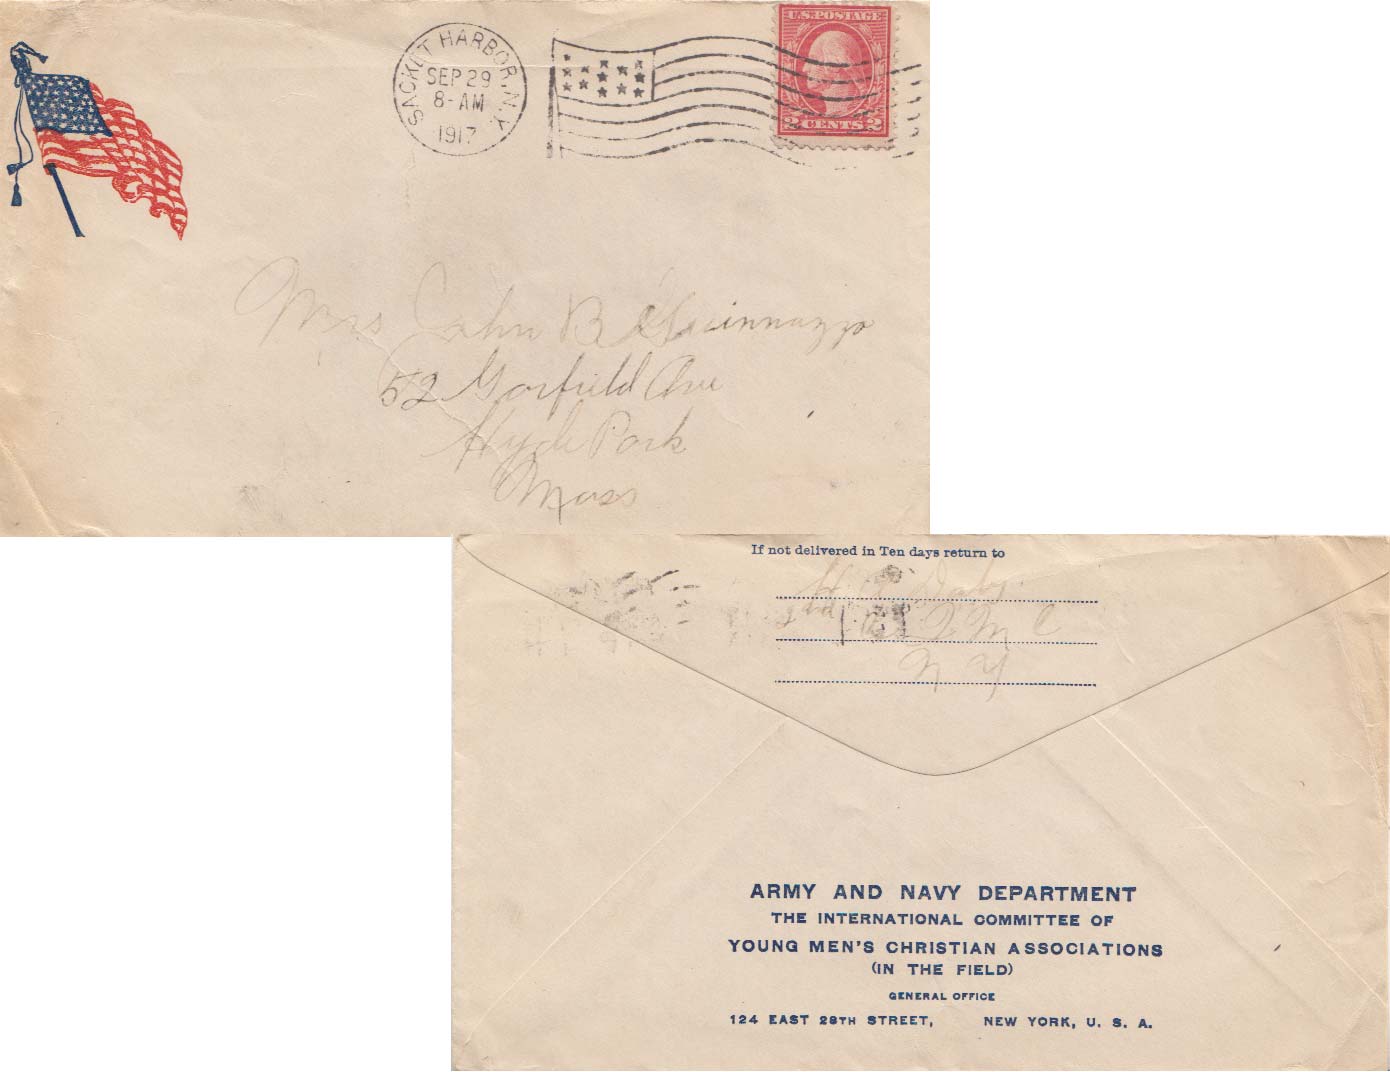 SACKET HARBOR, N.Y.
SEP 29
8-AM
1917
U.S. POSTAGE
2 CENTS 2
Mrs John B
52 Garfield Ave
Hyde Park
Mass
If not delivered in Ten days return to
H A
N Y
ARMY AND NAVY DEPARTMENT
THE INTERNATIONAL COMMITTEE OF
YOUNG MEN'S CHRISTIAN ASSOCIATIONS
(IN THE FIELD)
GENERAL OFFICE
124 EAST 28TH STREET, NEW YORK, U. S. A.